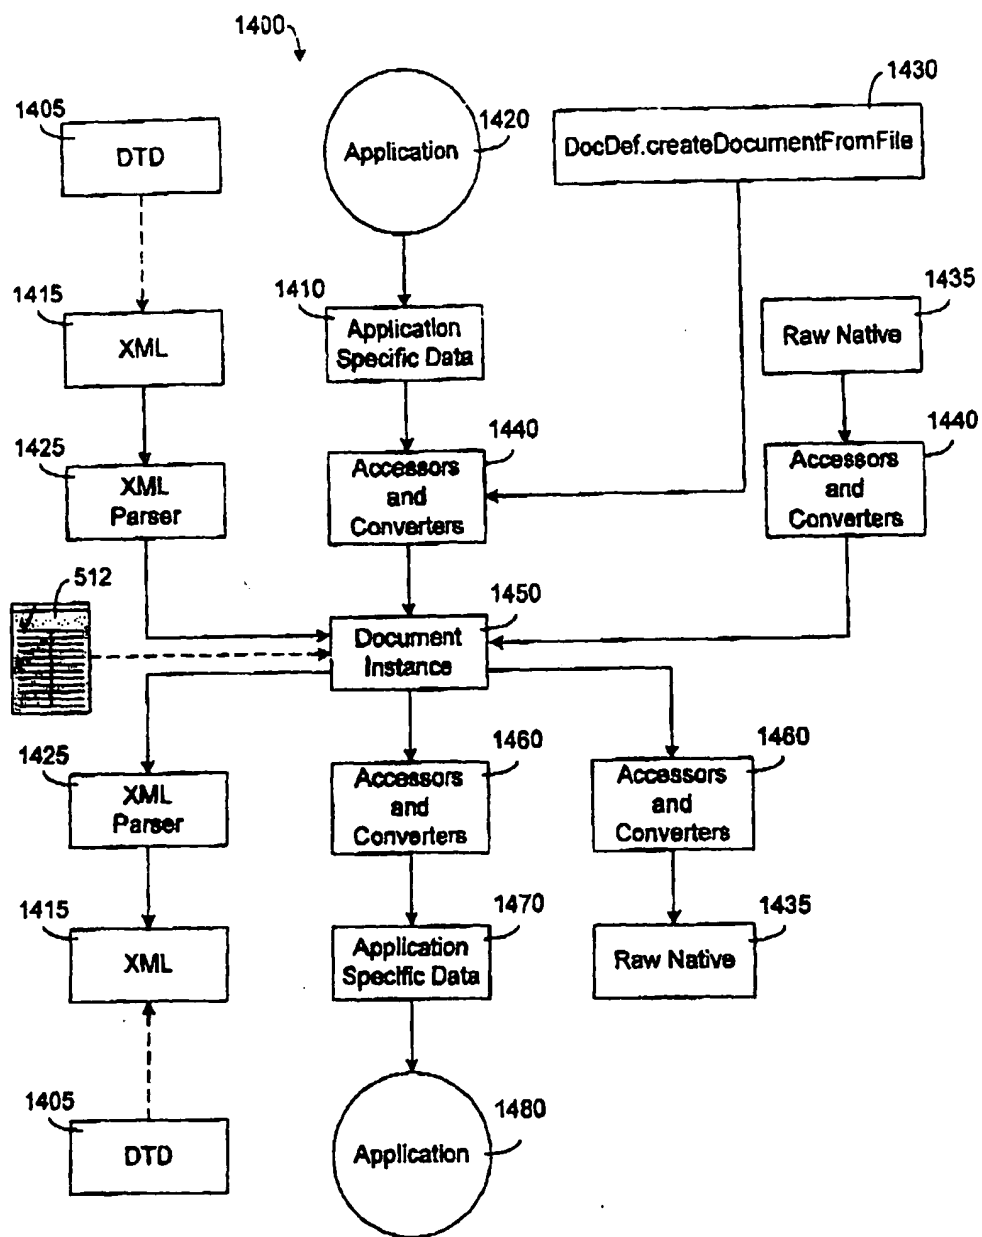 1400
1405
DTD
1420
Application
1430
DocDef.createDocumentFromFile
1415
XML
1410
Application
Specific Data
1435
Raw Native
1425
XML
Parser
1440
Accessors
and
Converters
1440
Accessors
and
Converters
512
1450
Document
Instance
1425
XML
Parser
1460
Accessors
and
Converters
1460
Accessors
and
Converters
1415
XML
1470
Application
Specific Data
1435
Raw Native
1405
DTD
1480
Application